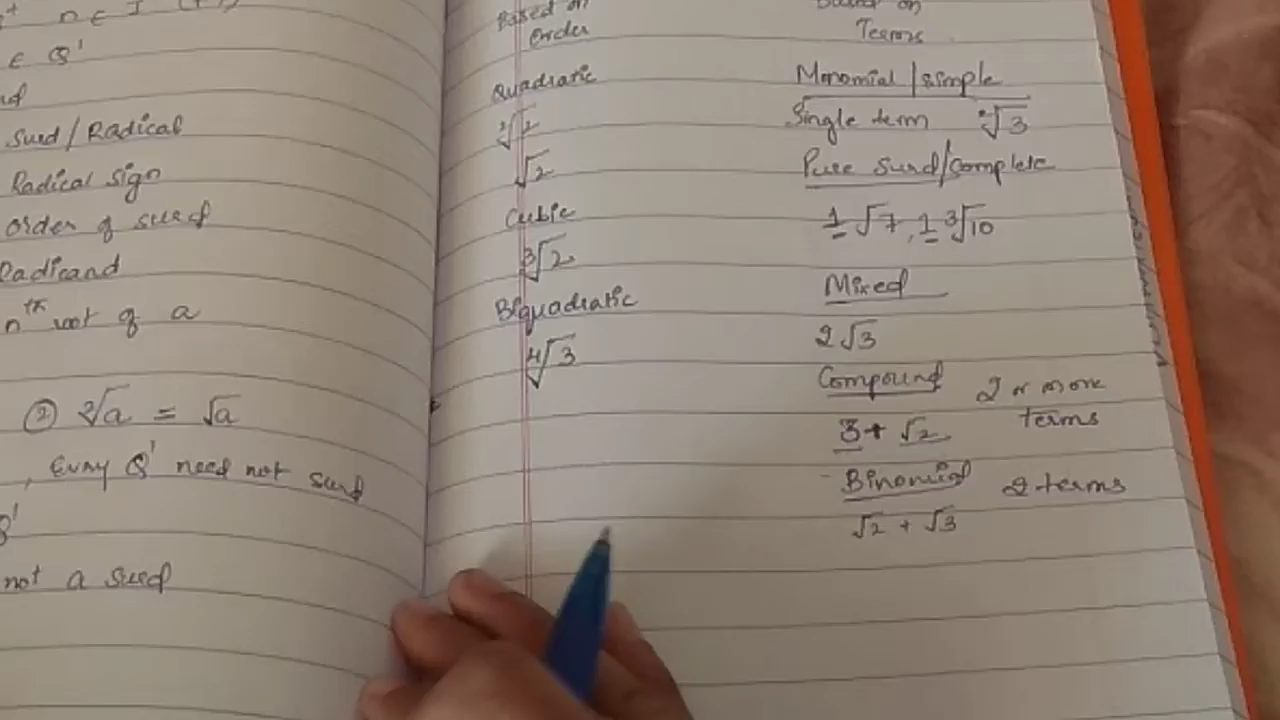 n ∈ I
∈ Q'
Surd/Radical
Radical sign
order of surd
Radicand
nth root of a
② ²√a = √a
, Every Q' need not surd
not a surd
Based on
Order
Quadratic
²√2
√2
Cubic
³√2
Biquadratic
⁴√3
Based on
Terms
Monomial/simple
Single term ²√3
Pure Surd/complete
1√7, 1 ³√10
Mixed
2√3
Compound 2 or more
terms
3+ √2
Binomial 2 terms
√2 + √3